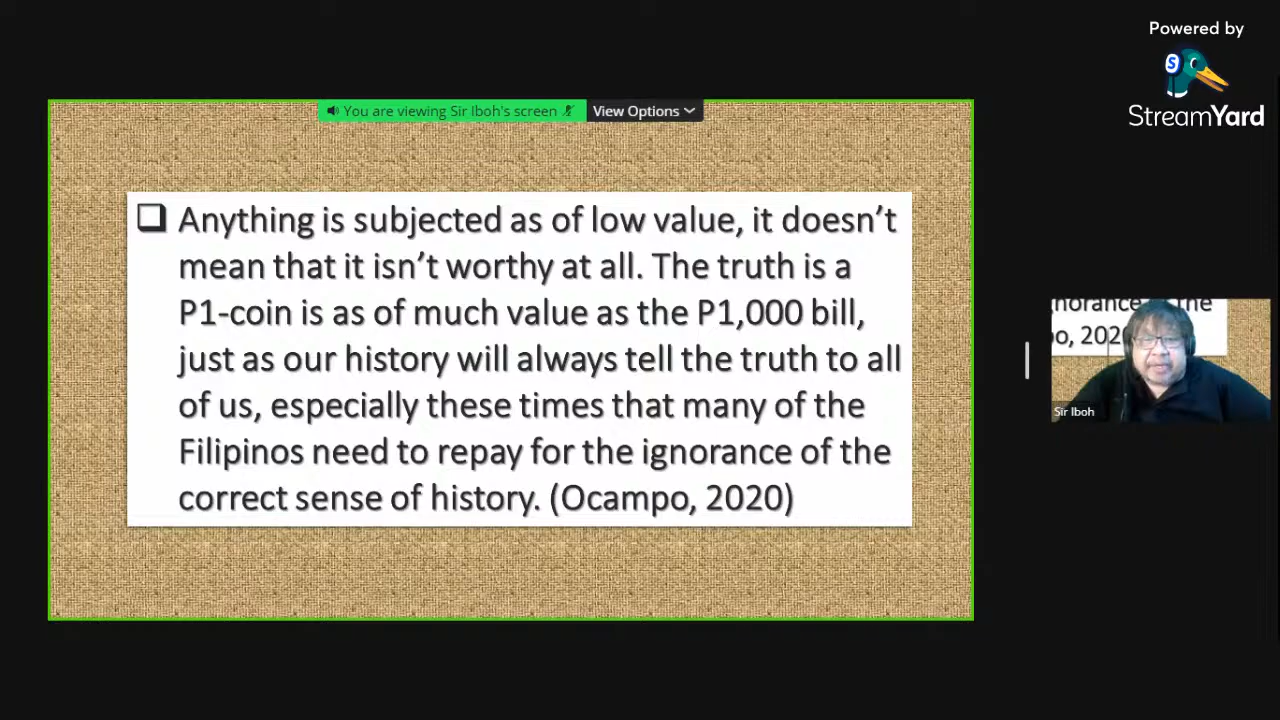 Powered by
StreamYard
You are viewing Sir Iboh's screen
View Options
Anything is subjected as of low value, it doesn't
mean that it isn't worthy at all. The truth is a
P1-coin is as of much value as the P1,000 bill,
just as our history will always tell the truth to all
of us, especially these times that many of the
Filipinos need to repay for the ignorance of the
correct sense of history. (Ocampo, 2020)
norance
he
po, 202
Sir Iboh